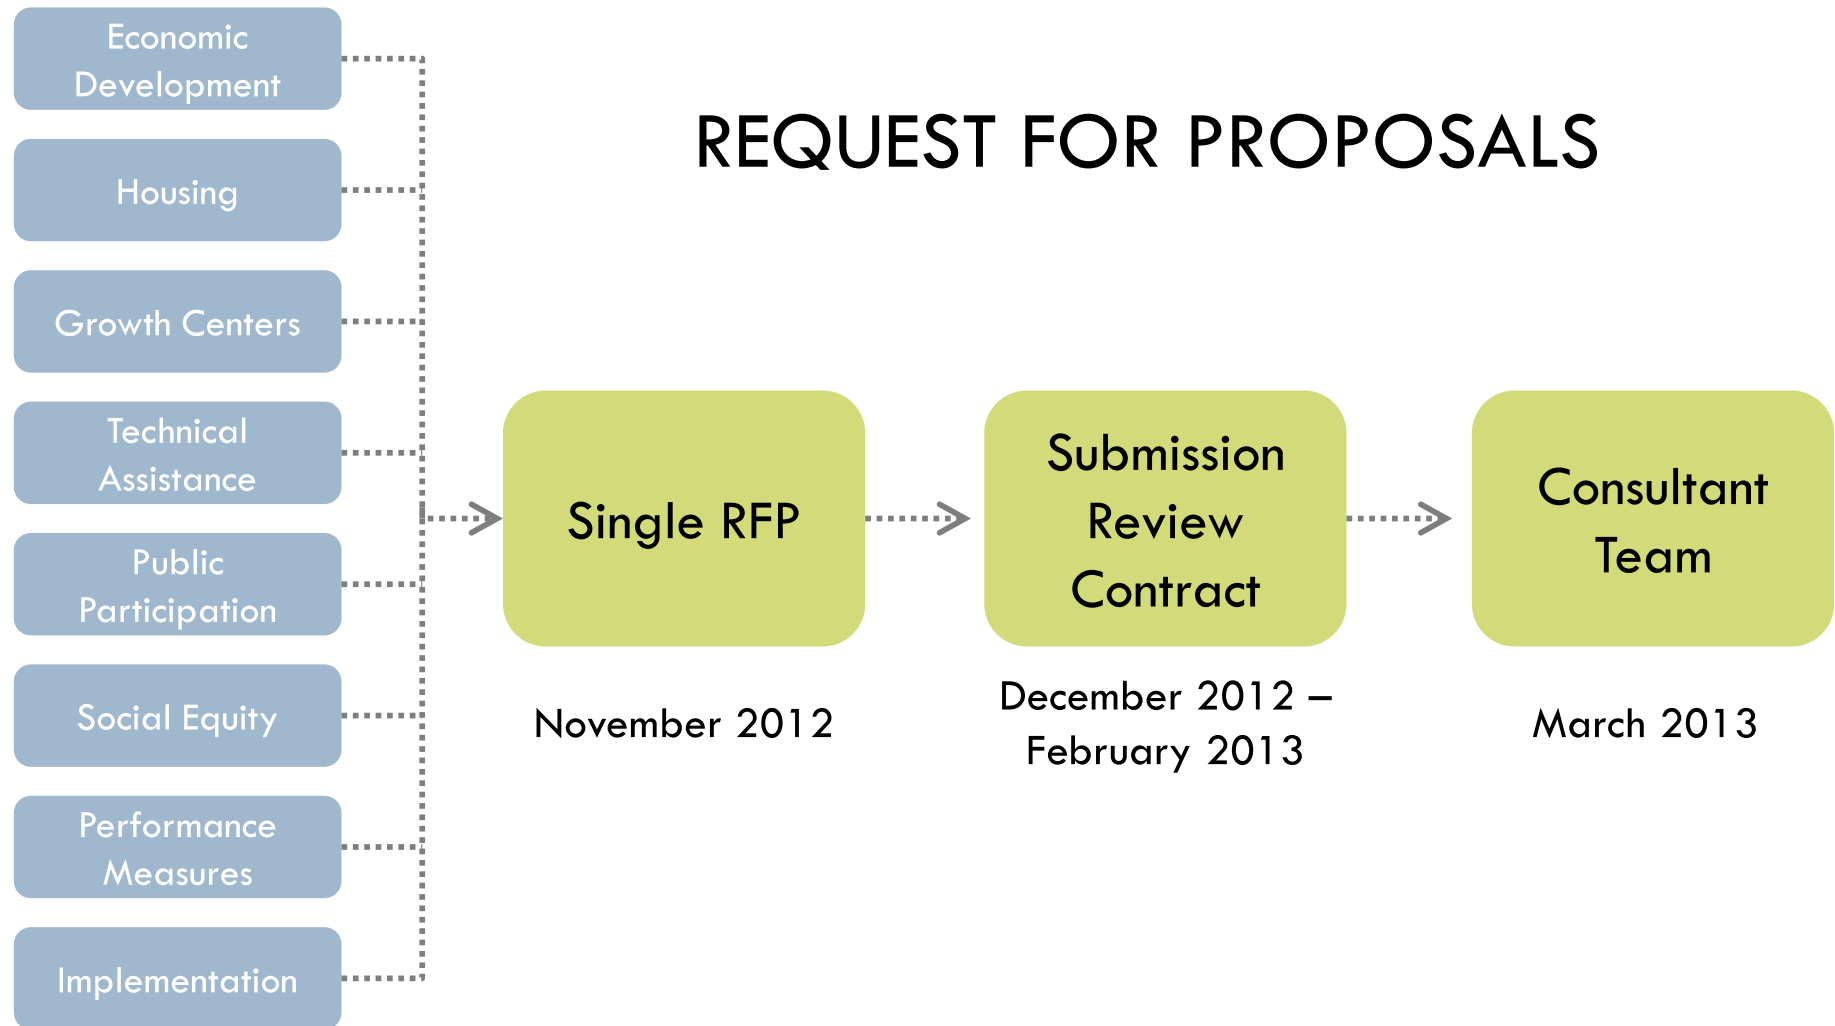 Economic
Development
Housing
Growth Centers
Technical
Assistance
Public
Participation
Social Equity
Performance
Measures
Implementation
REQUEST FOR PROPOSALS
Single RFP
November 2012
Submission
Review
Contract
December 2012 –
February 2013
Consultant
Team
March 2013